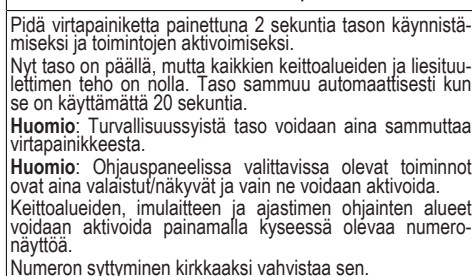 Pidä virtapainiketta painettuna 2 sekuntia tason käynnistä-
miseksi ja toimintojen aktivoimiseksi.
Nyt taso on päällä, mutta kaikkien keittoalueiden ja liesituu-
lettimen teho on nolla. Taso sammuu automaattisesti kun
se on käyttämättä 20 sekuntia.
Huomio: Turvallisuussyistä taso voidaan aina sammuttaa
virtapainikkeesta.
Huomio: Ohjauspaneelissa valittavissa olevat toiminnot
ovat aina valaistut/näkyvät ja vain ne voidaan aktivoida.
Keittoalueiden, imulaitteen ja ajastimen ohjainten alueet
voidaan aktivoida painamalla kyseessä olevaa numero-
näyttöä.
Numeron syttyminen kirkkaaksi vahvistaa sen.